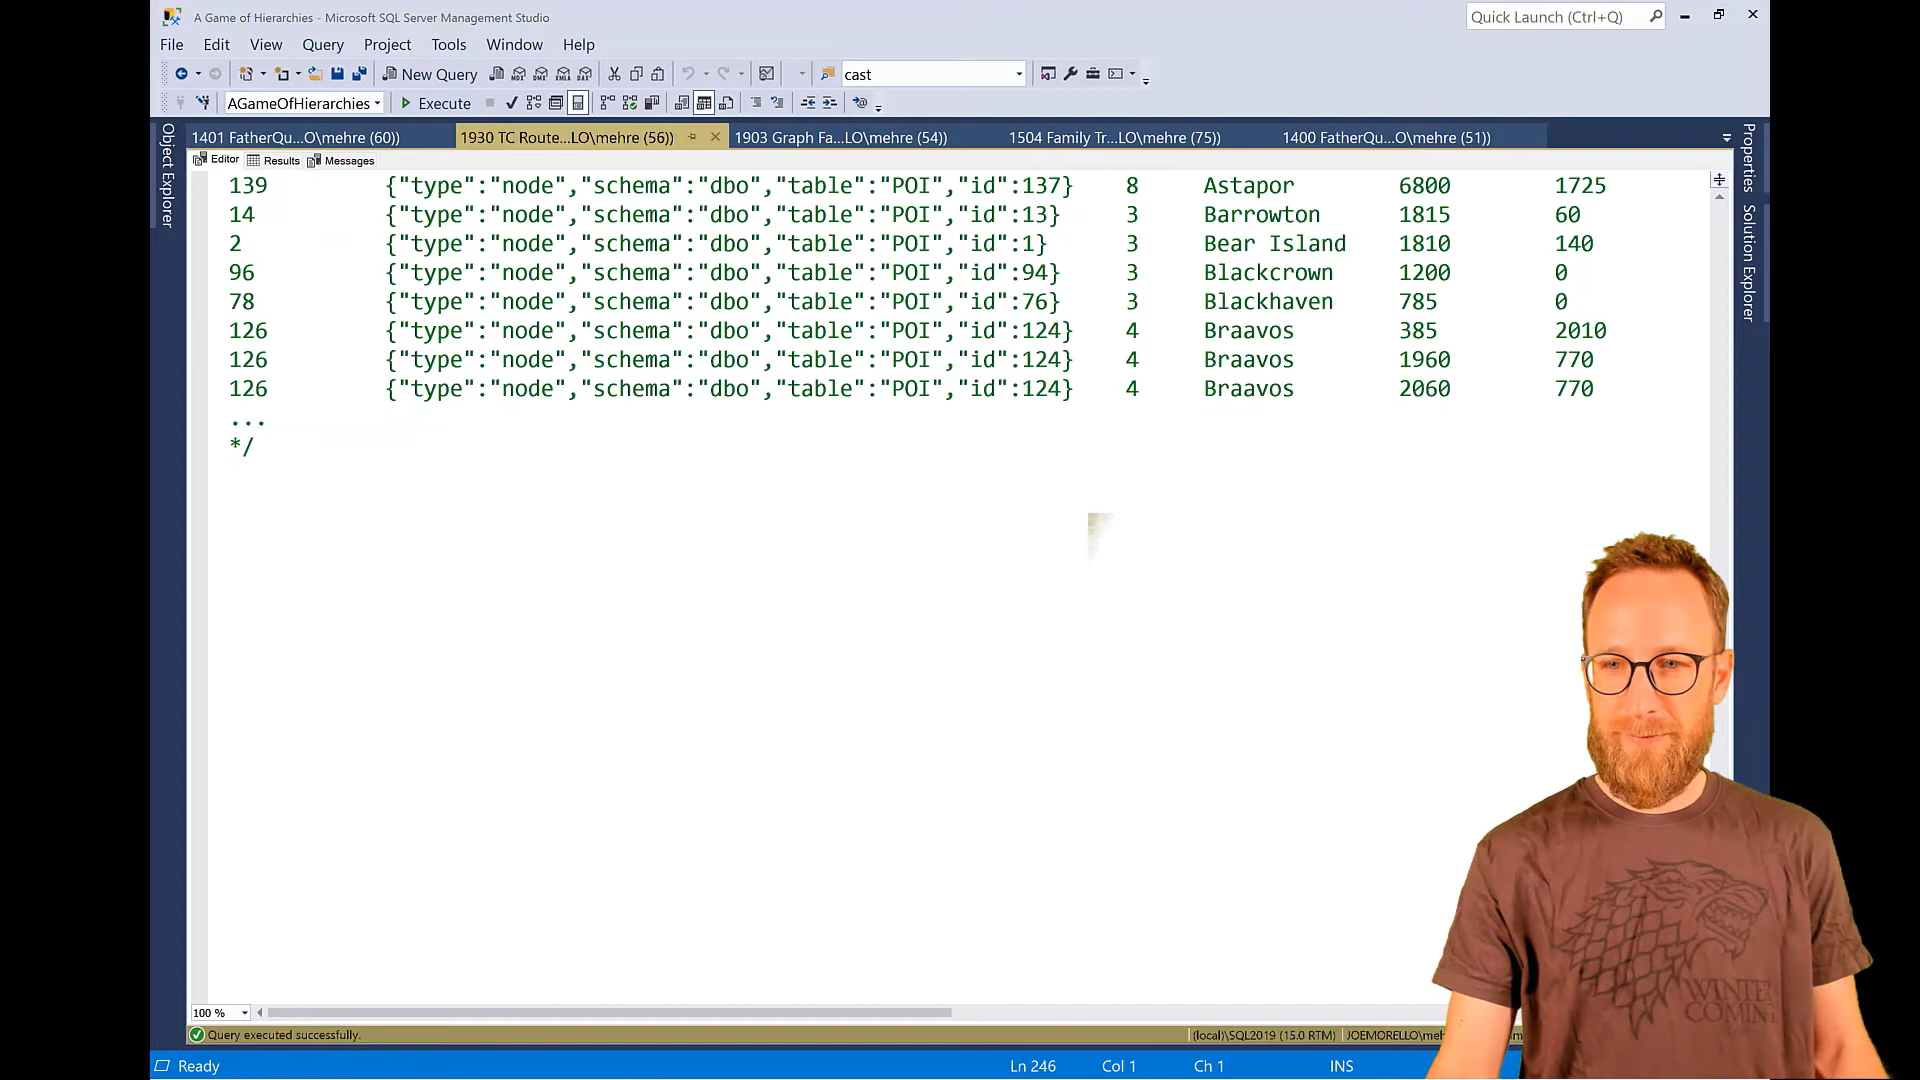 A Game of Hierarchies - Microsoft SQL Server Management Studio
Quick Launch (Ctrl+Q)
File Edit View Query Project Tools Window Help
New Query
cast
AGameOfHierarchies
Execute
1401 FatherQu...O\mehre (60))
1930 TC Route...LO\mehre (56))
1903 Graph Fa...LO\mehre (54))
1504 Family Tr...LO\mehre (75))
1400 FatherQu...O\mehre (51))
Object Explorer
Editor Results Messages
139 {"type":"node","schema":"dbo","table":"POI","id":137} 8 Astapor 6800 1725
14 {"type":"node","schema":"dbo","table":"POI","id":13} 3 Barrowton 1815 60
2 {"type":"node","schema":"dbo","table":"POI","id":1} 3 Bear Island 1810 140
96 {"type":"node","schema":"dbo","table":"POI","id":94} 3 Blackcrown 1200 0
78 {"type":"node","schema":"dbo","table":"POI","id":76} 3 Blackhaven 785 0
126 {"type":"node","schema":"dbo","table":"POI","id":124} 4 Braavos 385 2010
126 {"type":"node","schema":"dbo","table":"POI","id":124} 4 Braavos 1960 770
126 {"type":"node","schema":"dbo","table":"POI","id":124} 4 Braavos 2060 770
...
*/
Properties
Solution Explorer
WINTER
COMING
100 %
Query executed successfully.
(local)\SQL2019 (15.0 RTM)
Ready
Ln 246 Col 1 Ch 1 INS